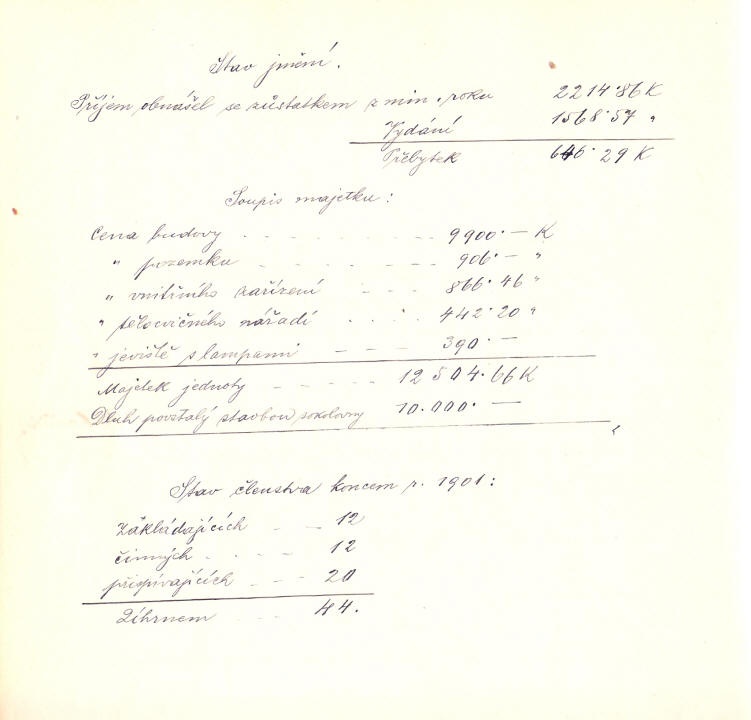 Stav jmění.
Příjem obnášel se zůstatkem z min. roku 2214·86 K
Vydání 1568·57 "
Přebytek 646·29 K
Soupis majetku:
Cena budovy . . . . . . 9900·— K
" pozemku . . . . . 906·— "
" vnitřního zařízení . . . 866·46 "
" tělocvičného nářadí . . . 442·20 "
" jeviště s lampami — — — 390·—
Majetek jednoty — — — — 12504·66 K
Dluh povstalý stavbou sokolovny 10.000·—
Stav členstva koncem r. 1901:
Zakládajících — — 12
činných . . . . 12
přispívajících — — 20
Úhrnem . . . 44.